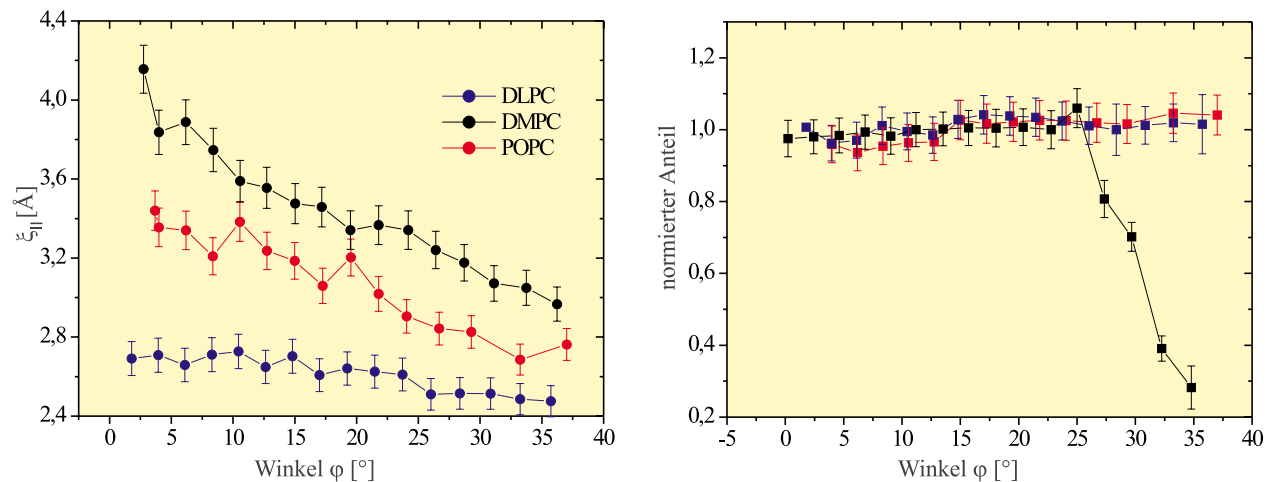 4,4
4,0
3,6
3,2
2,8
2,4
ξ|| [Å]
0 5 10 15 20 25 30 35 40
Winkel φ [°]
DLPC
DMPC
POPC
1,2
1,0
0,8
0,6
0,4
0,2
normierter Anteil
-5 0 5 10 15 20 25 30 35 40
Winkel φ [°]